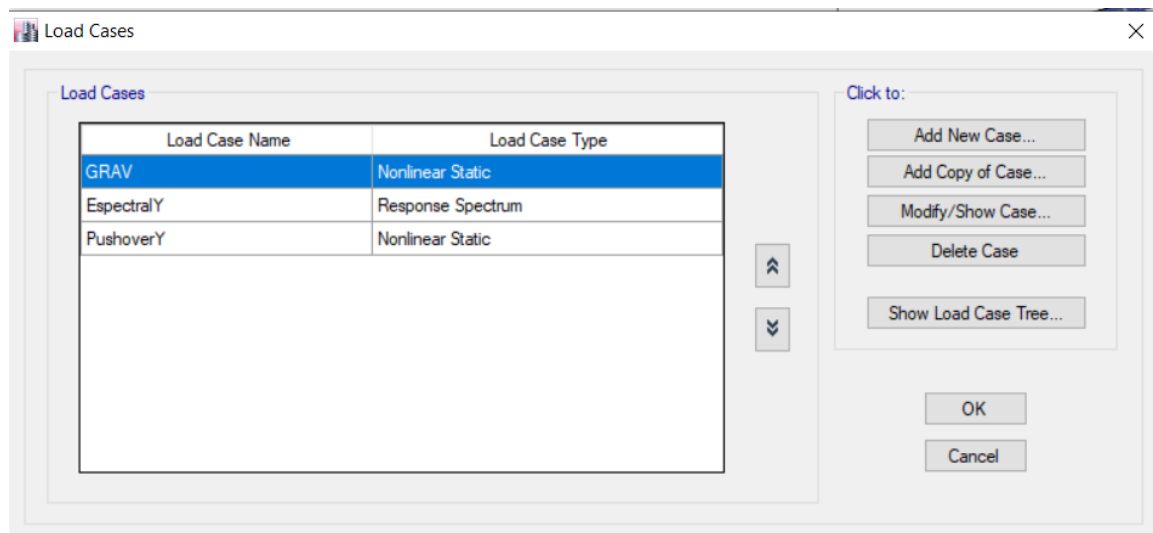 Load Cases
Load Cases
Click to:
Load Case Name Load Case Type
GRAV Nonlinear Static
EspectralY Response Spectrum
PushoverY Nonlinear Static
Add New Case...
Add Copy of Case...
Modify/Show Case...
Delete Case
Show Load Case Tree...
OK
Cancel